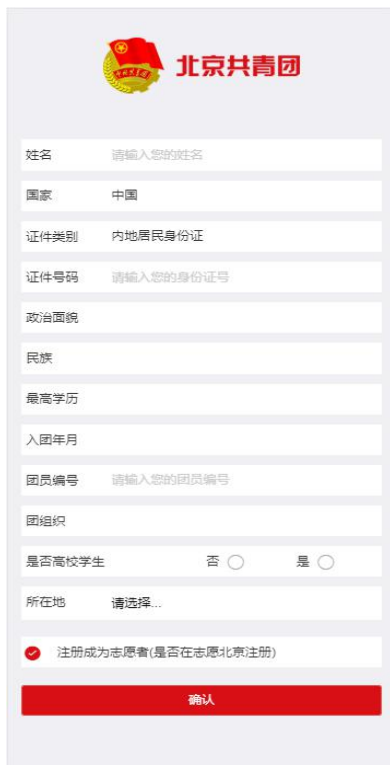 北京共青团
姓名 请输入您的姓名
国家 中国
证件类别 内地居民身份证
证件号码 请输入您的身份证号
政治面貌
民族
最高学历
入团年月
团员编号 请输入您的团员编号
团组织
是否高校学生 否 是
所在地 请选择...
注册成为志愿者(是否在志愿北京注册)
确认